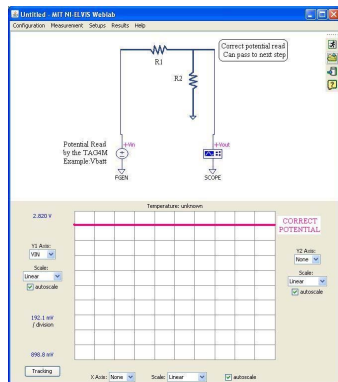 Untitled - MIT NI-ELVIS Weblab
Configuration Measurement Setups Results Help
R1
Correct potential read
Can pass to next step
R2
Potential Read
by the TAG4M
Example:Vbatt
+Vin
FGEN
+Vout
SCOPE
Temperature: unknown
2.820 V
CORRECT
POTENTIAL
Y1 Axis:
VIN
Scale:
Linear
autoscale
Y2 Axis:
None
Scale:
Linear
autoscale
192.1 mV
/ division
898.8 mV
Tracking
X Axis: None Scale: Linear autoscale